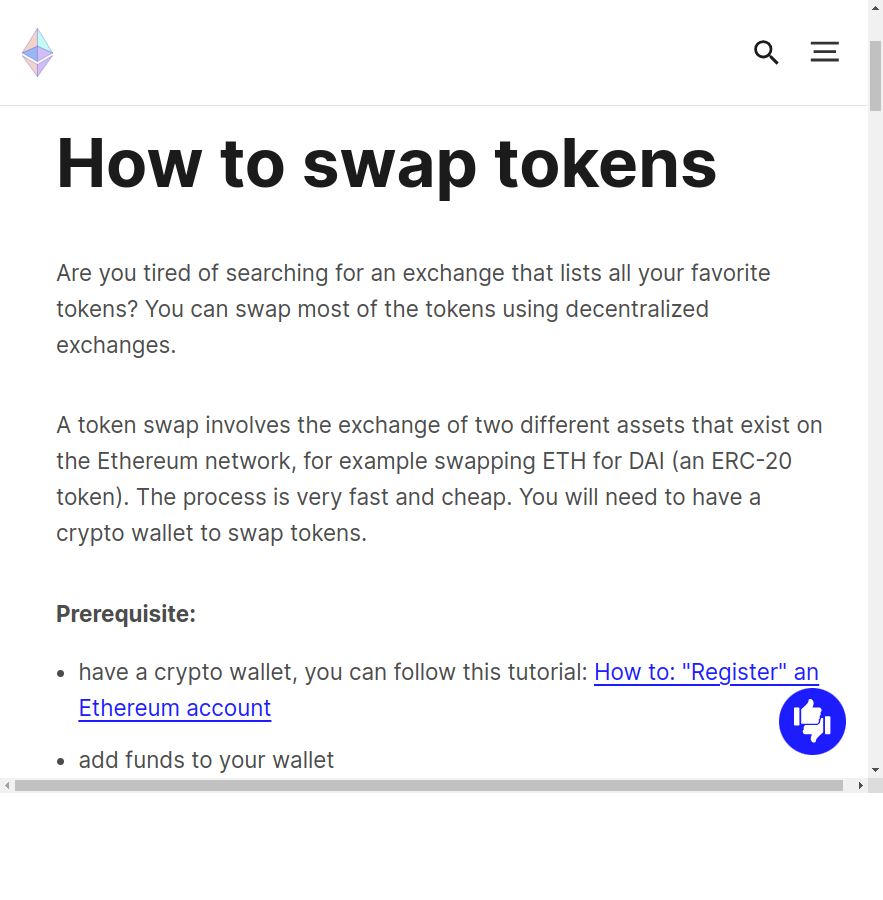 How to swap tokens
Are you tired of searching for an exchange that lists all your favorite
tokens? You can swap most of the tokens using decentralized
exchanges.
A token swap involves the exchange of two different assets that exist on
the Ethereum network, for example swapping ETH for DAI (an ERC-20
token). The process is very fast and cheap. You will need to have a
crypto wallet to swap tokens.
Prerequisite:
• have a crypto wallet, you can follow this tutorial: How to: "Register" an
Ethereum account
• add funds to your wallet